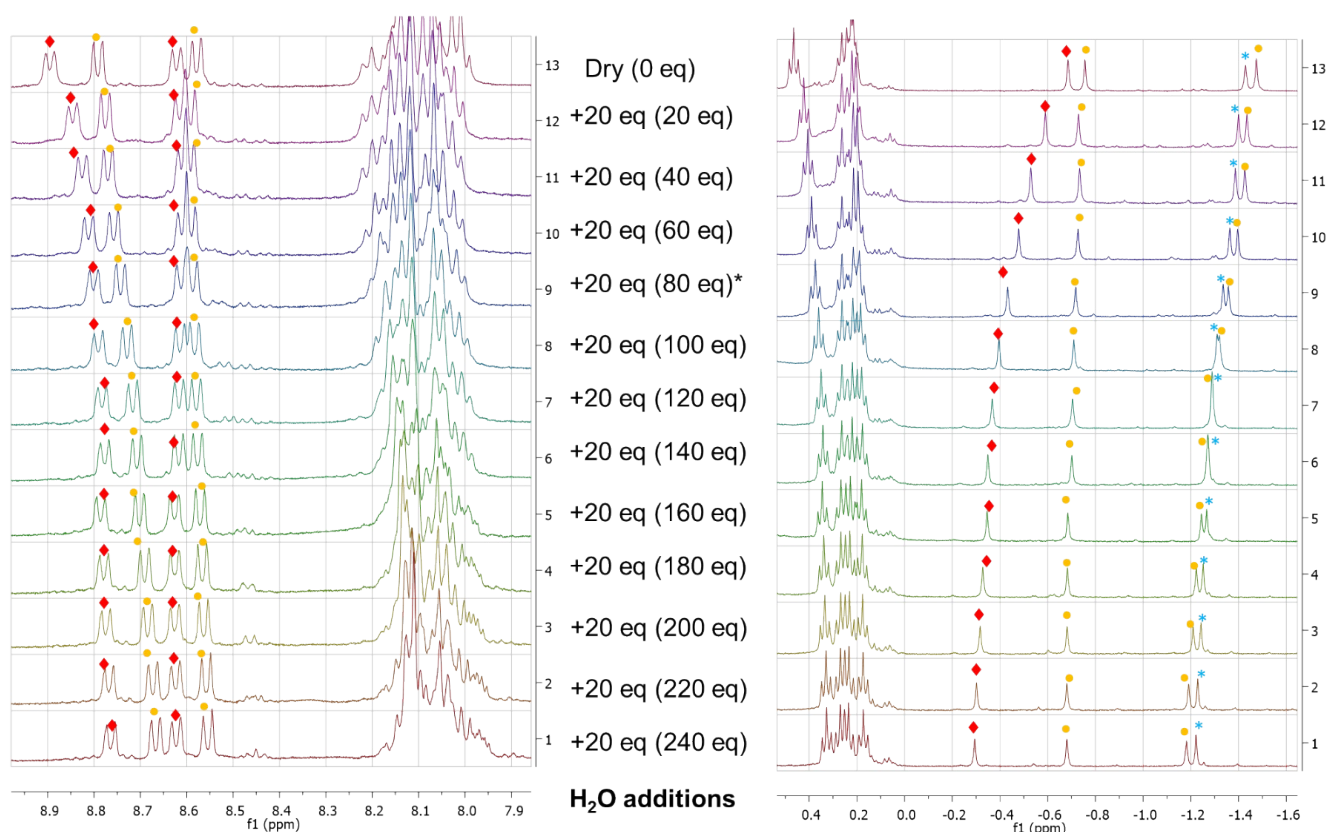 13 Dry (0 eq) 13
12 +20 eq (20 eq) 12
11 +20 eq (40 eq) 11
10 +20 eq (60 eq) 10
9 +20 eq (80 eq)* 9
8 +20 eq (100 eq) 8
7 +20 eq (120 eq) 7
6 +20 eq (140 eq) 6
5 +20 eq (160 eq) 5
4 +20 eq (180 eq) 4
3 +20 eq (200 eq) 3
2 +20 eq (220 eq) 2
1 +20 eq (240 eq) 1
H₂O additions
8.9 8.8 8.7 8.6 8.5 8.4 8.3 8.2 8.1 8.0 7.9 0.4 0.2 0.0 -0.2 -0.4 -0.6 -0.8 -1.0 -1.2 -1.4 -1.6
f1 (ppm) f1 (ppm)